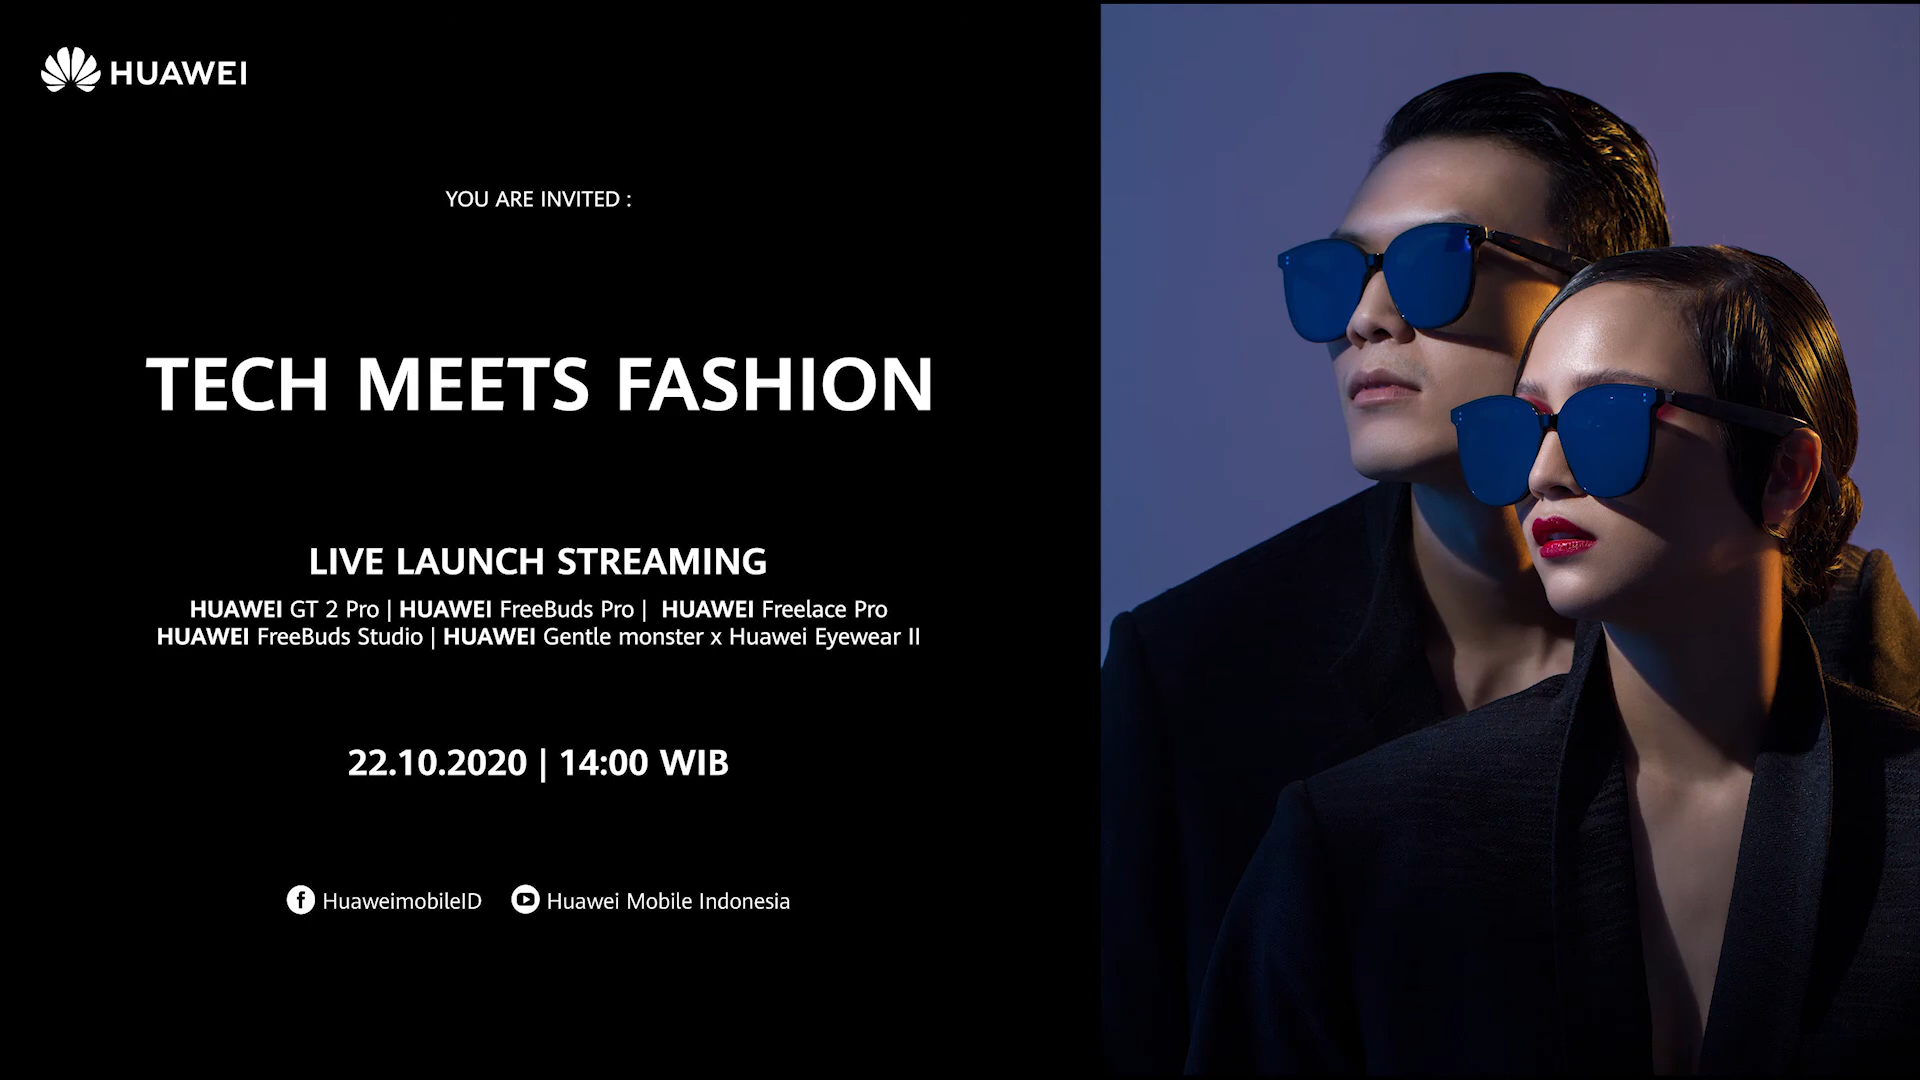 HUAWEI
YOU ARE INVITED :
TECH MEETS FASHION
LIVE LAUNCH STREAMING
HUAWEI GT 2 Pro | HUAWEI FreeBuds Pro | HUAWEI Freelace Pro
HUAWEI FreeBuds Studio | HUAWEI Gentle monster x Huawei Eyewear II
22.10.2020 | 14:00 WIB
HuaweimobileID Huawei Mobile Indonesia